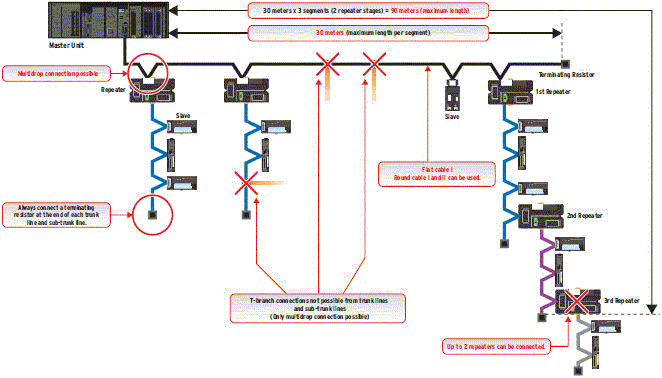 30 meters x 3 segments (2 repeater stages) = 90 meters (maximum length)
30 meters (maximum length per segment)
Master Unit
Multidrop connection possible
Repeater
Terminating Resistor
1st Repeater
Slave
Slave
Flat cable I
Round cable I and II can be used.
Always connect a terminating
resistor at the end of each trunk
line and sub-trunk line.
2nd Repeater
T-branch connections not possible from trunk lines
and sub-trunk lines
(Only multidrop connection possible)
3rd Repeater
Up to 2 repeaters can be connected.